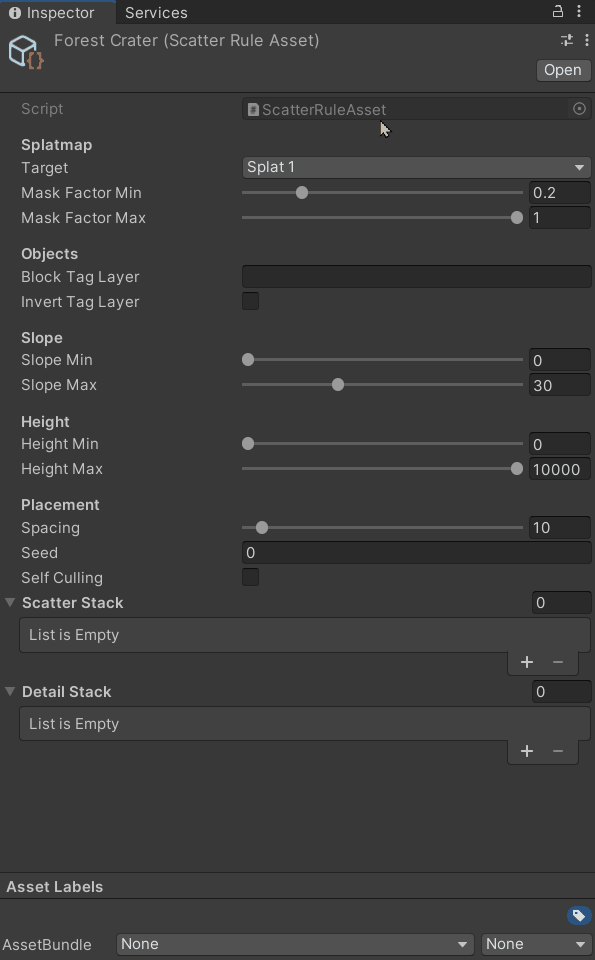 Inspector Services
Forest Crater (Scatter Rule Asset)
Open
Script ScatterRuleAsset
Splatmap
Target Splat 1
Mask Factor Min 0.2
Mask Factor Max 1
Objects
Block Tag Layer
Invert Tag Layer
Slope
Slope Min 0
Slope Max 30
Height
Height Min 0
Height Max 10000
Placement
Spacing 10
Seed 0
Self Culling
Scatter Stack 0
List is Empty
+ −
Detail Stack 0
List is Empty
+ −
Asset Labels
AssetBundle None None